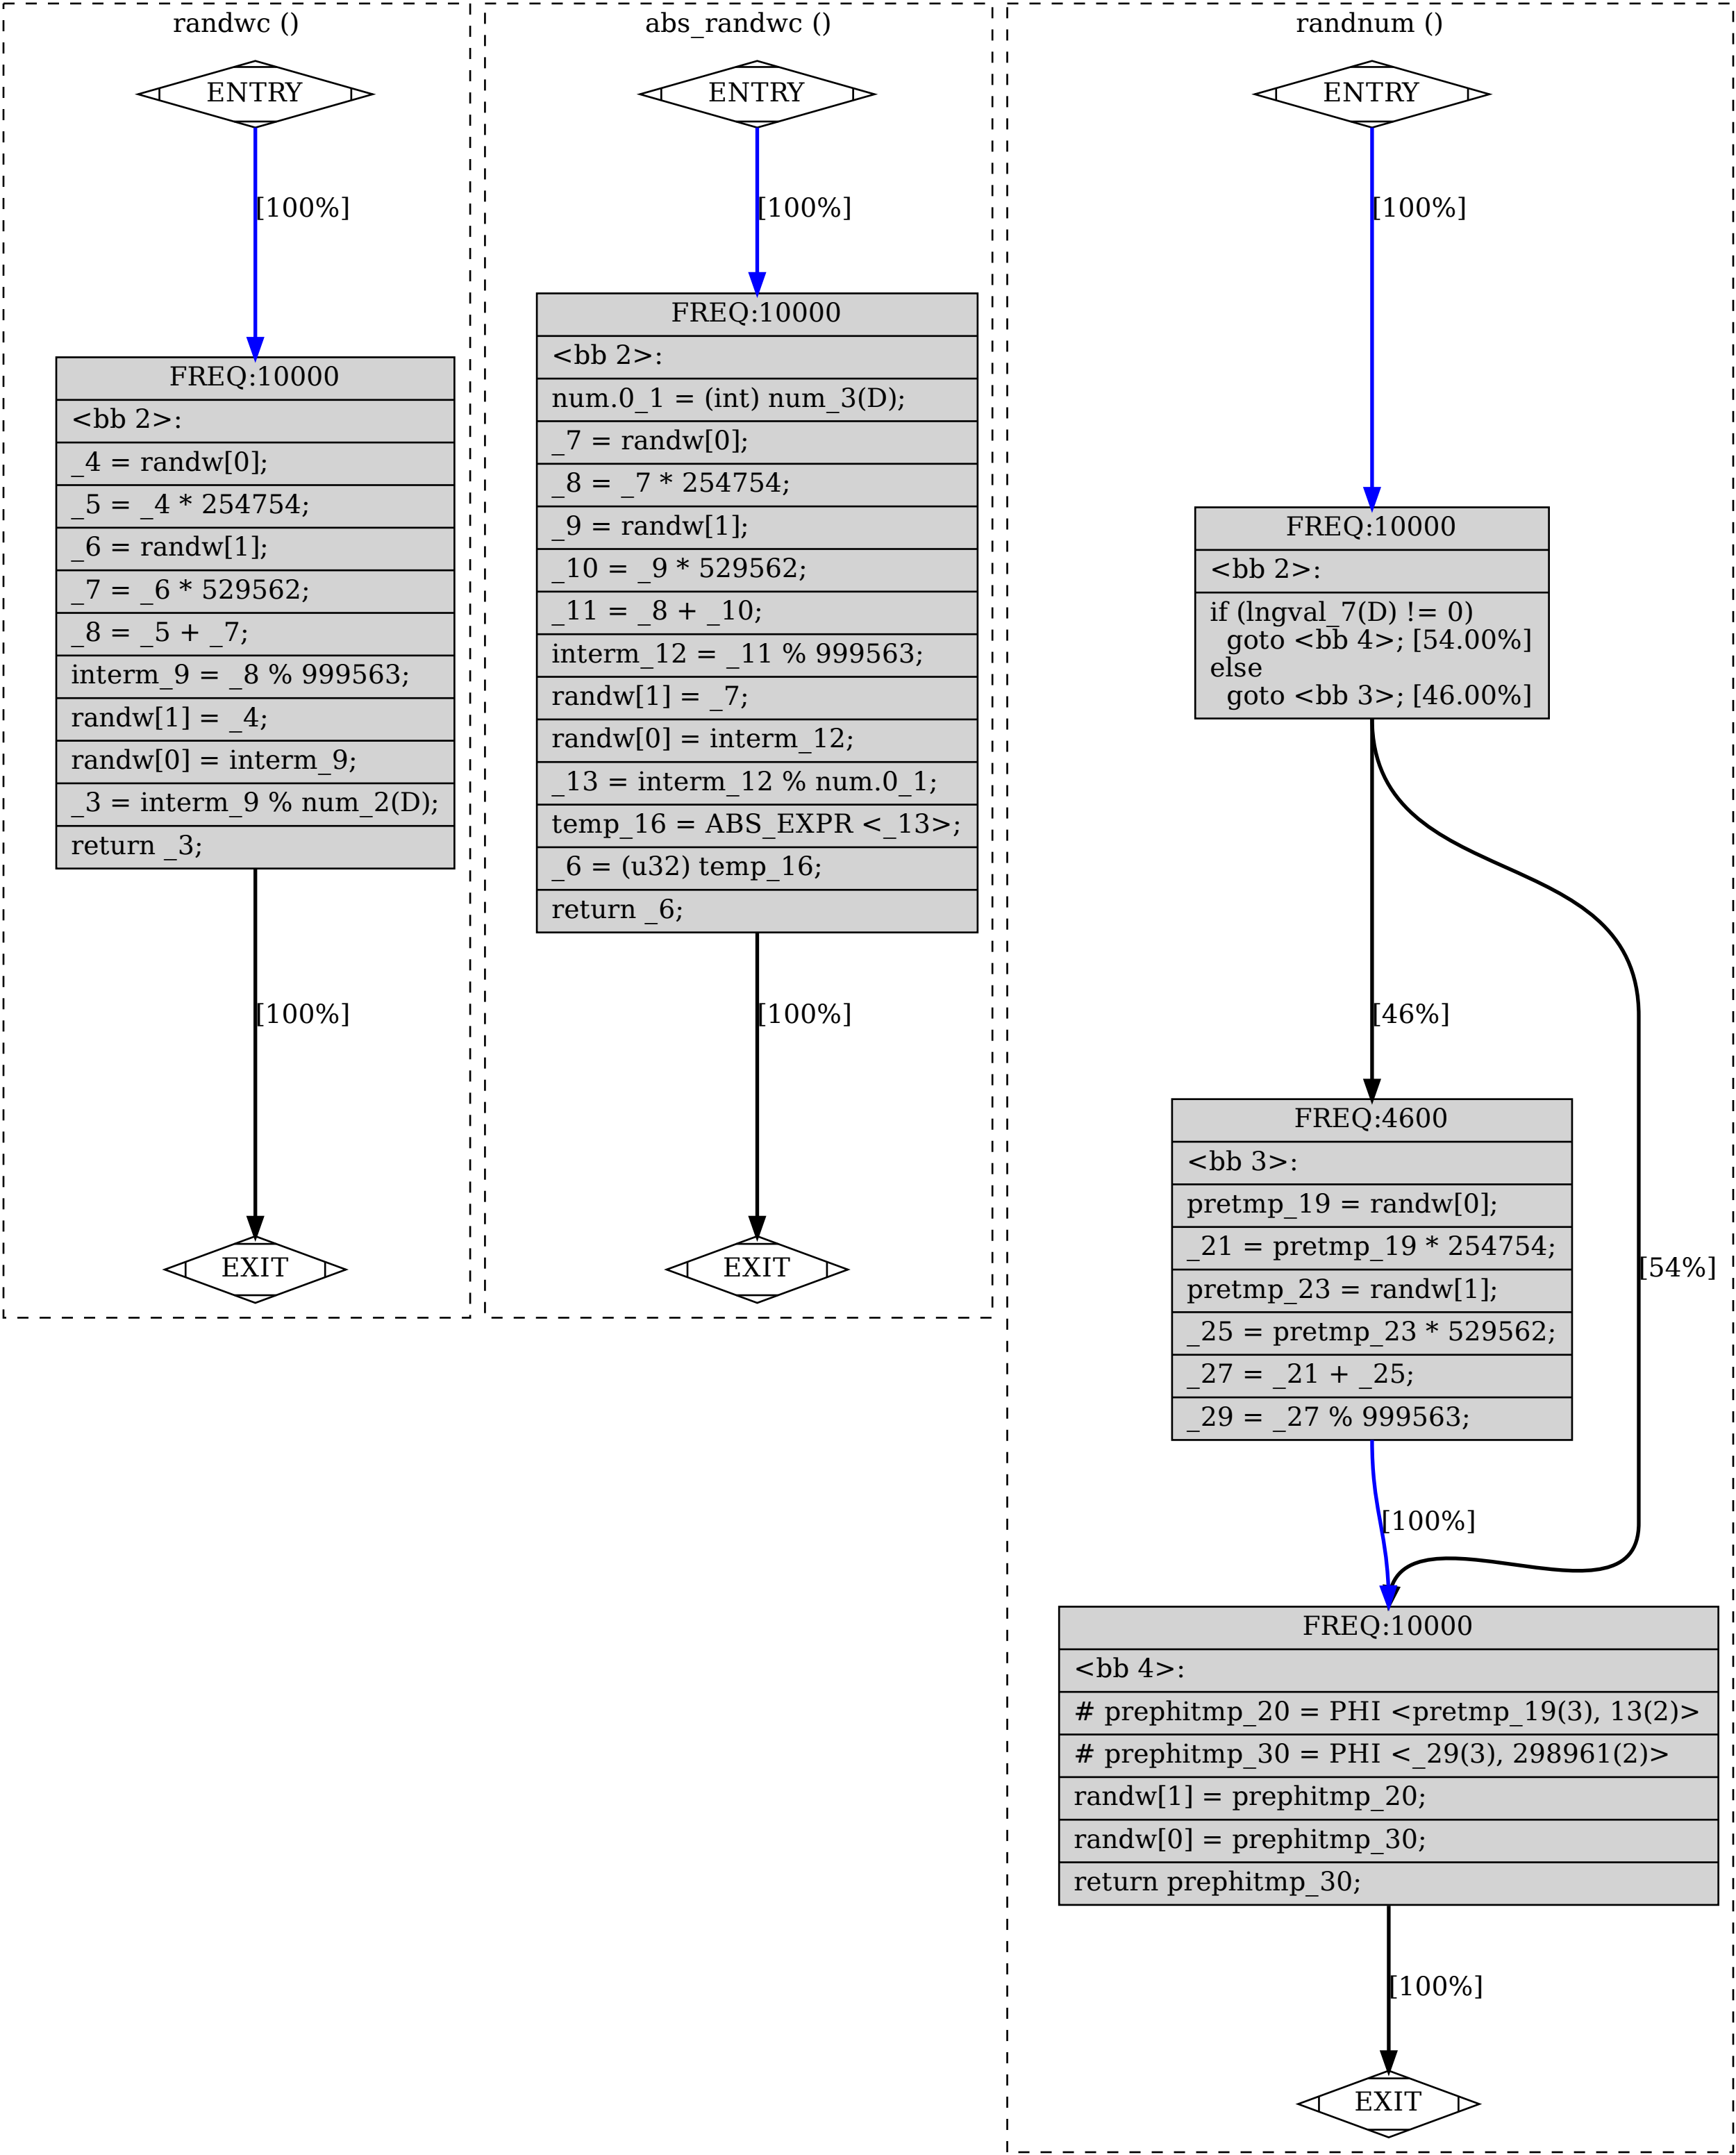 randwc ()
ENTRY
[100%]
FREQ:10000
<bb 2>:
_4 = randw[0];
_5 = _4 * 254754;
_6 = randw[1];
_7 = _6 * 529562;
_8 = _5 + _7;
interm_9 = _8 % 999563;
randw[1] = _4;
randw[0] = interm_9;
_3 = interm_9 % num_2(D);
return _3;
[100%]
EXIT
abs_randwc ()
ENTRY
[100%]
FREQ:10000
<bb 2>:
num.0_1 = (int) num_3(D);
_7 = randw[0];
_8 = _7 * 254754;
_9 = randw[1];
_10 = _9 * 529562;
_11 = _8 + _10;
interm_12 = _11 % 999563;
randw[1] = _7;
randw[0] = interm_12;
_13 = interm_12 % num.0_1;
temp_16 = ABS_EXPR <_13>;
_6 = (u32) temp_16;
return _6;
[100%]
EXIT
randnum ()
ENTRY
[100%]
FREQ:10000
<bb 2>:
if (lngval_7(D) != 0)
goto <bb 4>; [54.00%]
else
goto <bb 3>; [46.00%]
[46%]
FREQ:4600
<bb 3>:
pretmp_19 = randw[0];
_21 = pretmp_19 * 254754;
pretmp_23 = randw[1];
_25 = pretmp_23 * 529562;
_27 = _21 + _25;
_29 = _27 % 999563;
[54%]
[100%]
FREQ:10000
<bb 4>:
# prephitmp_20 = PHI <pretmp_19(3), 13(2)>
# prephitmp_30 = PHI <_29(3), 298961(2)>
randw[1] = prephitmp_20;
randw[0] = prephitmp_30;
return prephitmp_30;
[100%]
EXIT